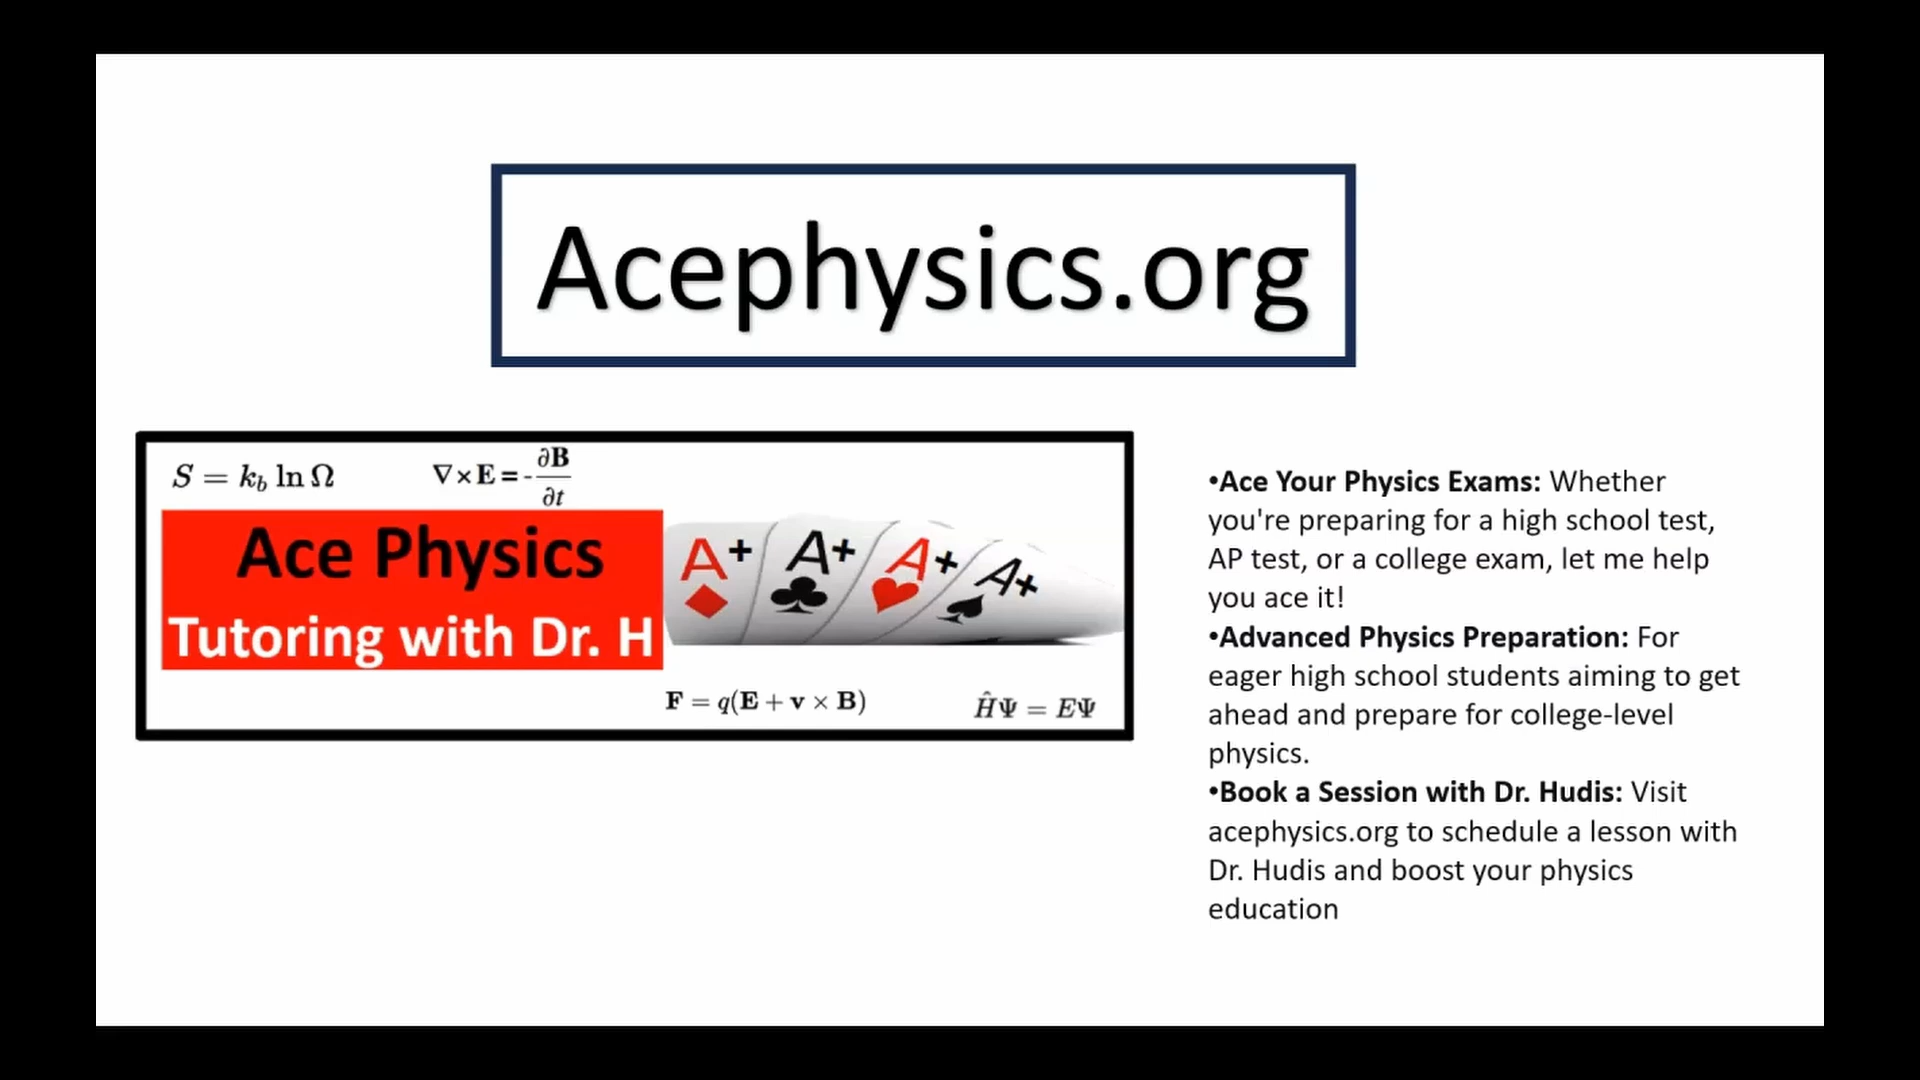 Acephysics.org
S = k_b ln Ω
∇×E = -∂B/∂t
Ace Physics
Tutoring with Dr. H
A+ A+ A+ A+
F = q(E + v × B)
ĤΨ = EΨ
•Ace Your Physics Exams: Whether
you're preparing for a high school test,
AP test, or a college exam, let me help
you ace it!
•Advanced Physics Preparation: For
eager high school students aiming to get
ahead and prepare for college-level
physics.
•Book a Session with Dr. Hudis: Visit
acephysics.org to schedule a lesson with
Dr. Hudis and boost your physics
education